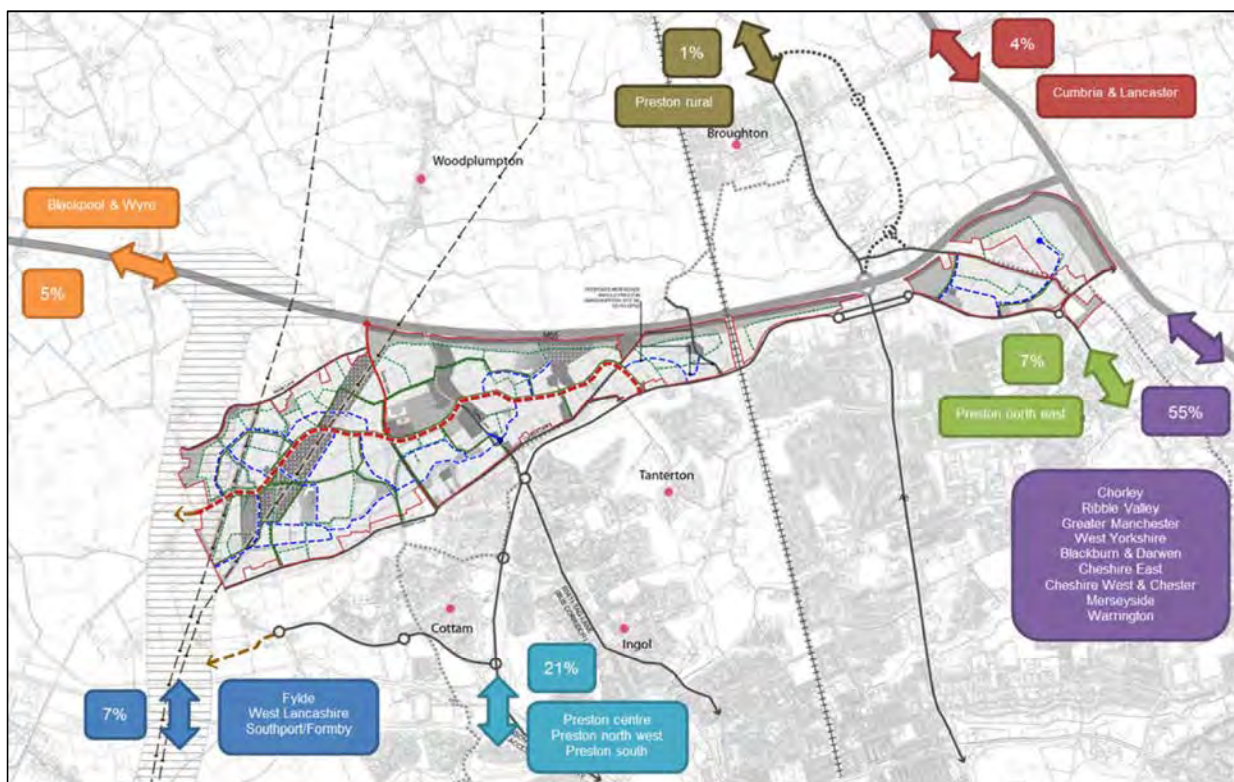 1%
Preston rural
4%
Cumbria & Lancaster
Broughton
Woodplumpton
Blackpool & Wyre
5%
M55
7%
Preston north east
55%
Tanterton
Chorley
Ribble Valley
Greater Manchester
West Yorkshire
Blackburn & Darwen
Cheshire East
Cheshire West & Chester
Merseyside
Warrington
Cottam
Ingol
21%
Preston centre
Preston north west
Preston south
7%
Fylde
West Lancashire
Southport/Formby